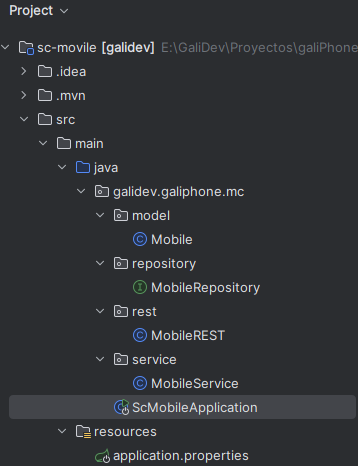 Project
sc-movile [galidev] E:\GaliDev\Proyectos\galiPhone
.idea
.mvn
src
main
java
galidev.galiphone.mc
model
Mobile
repository
MobileRepository
rest
MobileREST
service
MobileService
ScMobileApplication
resources
application.properties